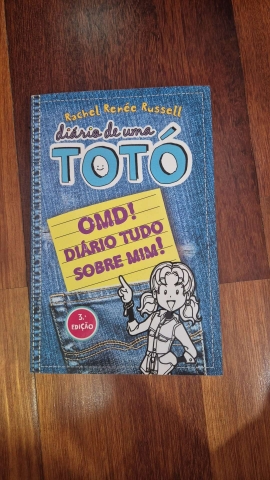 Rachel Renée Russell
diário de uma
TOTÓ
OMD!
DIÁRIO TUDO
SOBRE MIM!
3.ª
EDIÇÃO